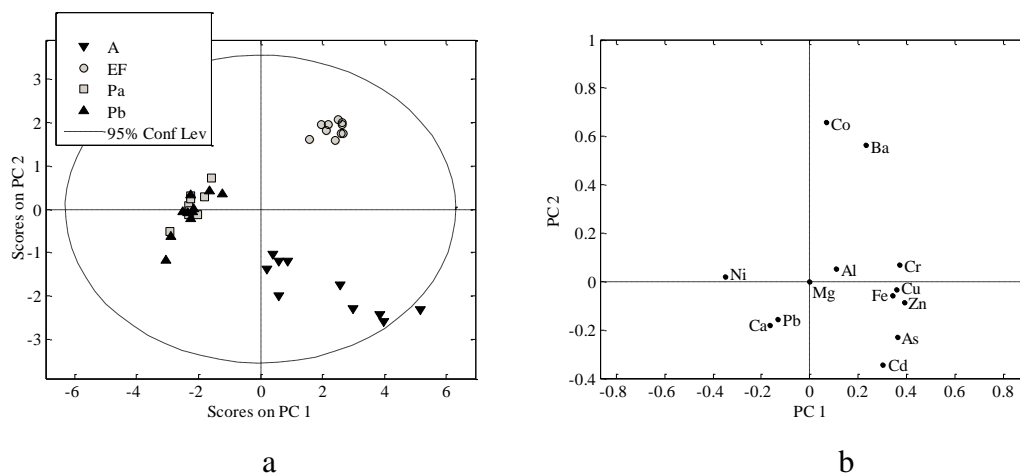 A
EF
Pa
Pb
95% Conf Lev
3
2
1
0
-1
-2
-3
Scores on PC 2
-6 -4 -2 0 2 4 6
Scores on PC 1
a
1
0.8
0.6
0.4
0.2
0
-0.2
-0.4
PC 2
Co
Ba
Ni
Al
Cr
Mg
Fe
Cu
Zn
Ca
Pb
As
Cd
-0.8 -0.6 -0.4 -0.2 0 0.2 0.4 0.6 0.8
PC 1
b